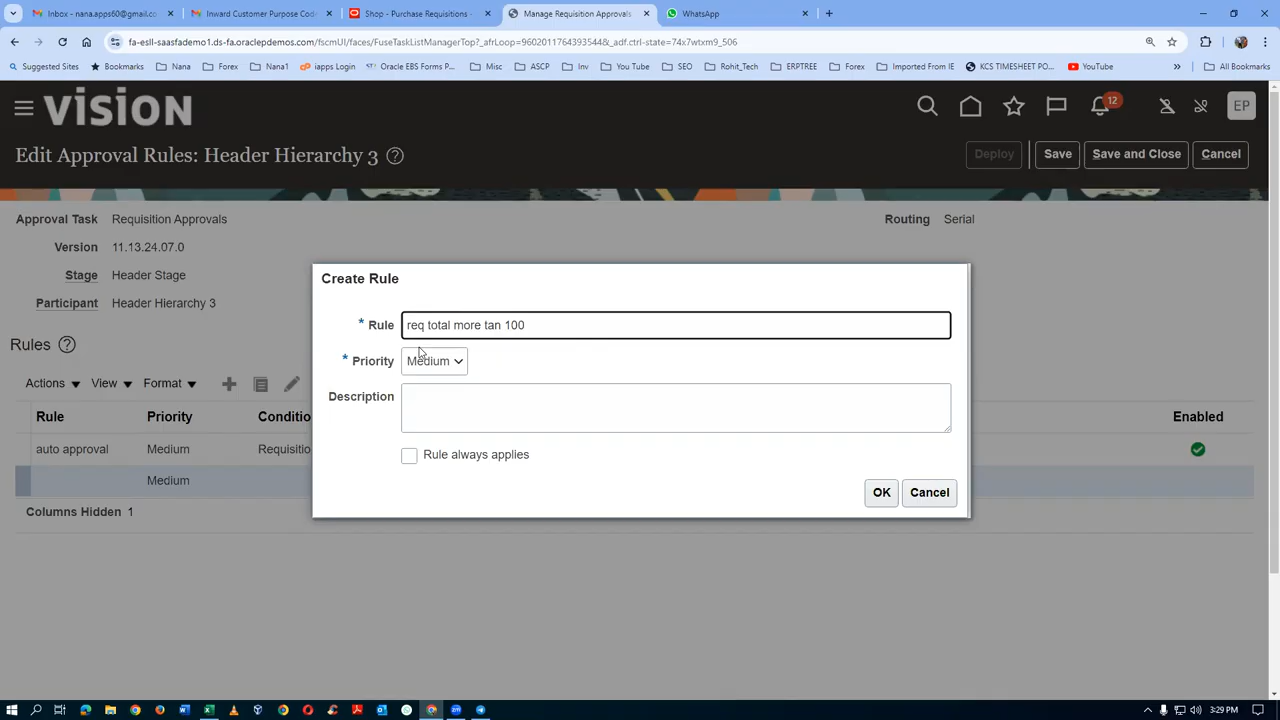 Inbox - nana.apps60@gmail.co
Inward Customer Purpose Code
Shop - Purchase Requisitions -
Manage Requisition Approvals
WhatsApp
fa-esll-saasfademo1.ds-fa.oraclepdemos.com/fscmUI/faces/FuseTaskListManagerTop?_afrLoop=9602011764393544&_adf.ctrl-state=74x7wtxm9_506
Suggested Sites
Bookmarks
Nana
Forex
Nana1
iapps Login
Oracle EBS Forms P...
Misc
ASCP
Inv
You Tube
SEO
Rohit_Tech
ERPTREE
Forex
Imported From IE
KCS TIMESHEET PO...
YouTube
»
All Bookmarks
VISION
12
EP
Edit Approval Rules: Header Hierarchy 3
Deploy
Save
Save and Close
Cancel
Approval Task Requisition Approvals
Routing Serial
Version 11.13.24.07.0
Stage Header Stage
Participant Header Hierarchy 3
Rules
Actions View Format
Rule Priority Conditio
Enabled
auto approval Medium Requisitio
Medium
Columns Hidden 1
Create Rule
* Rule req total more tan 100
* Priority Medium
Description
Rule always applies
OK
Cancel
3:29 PM